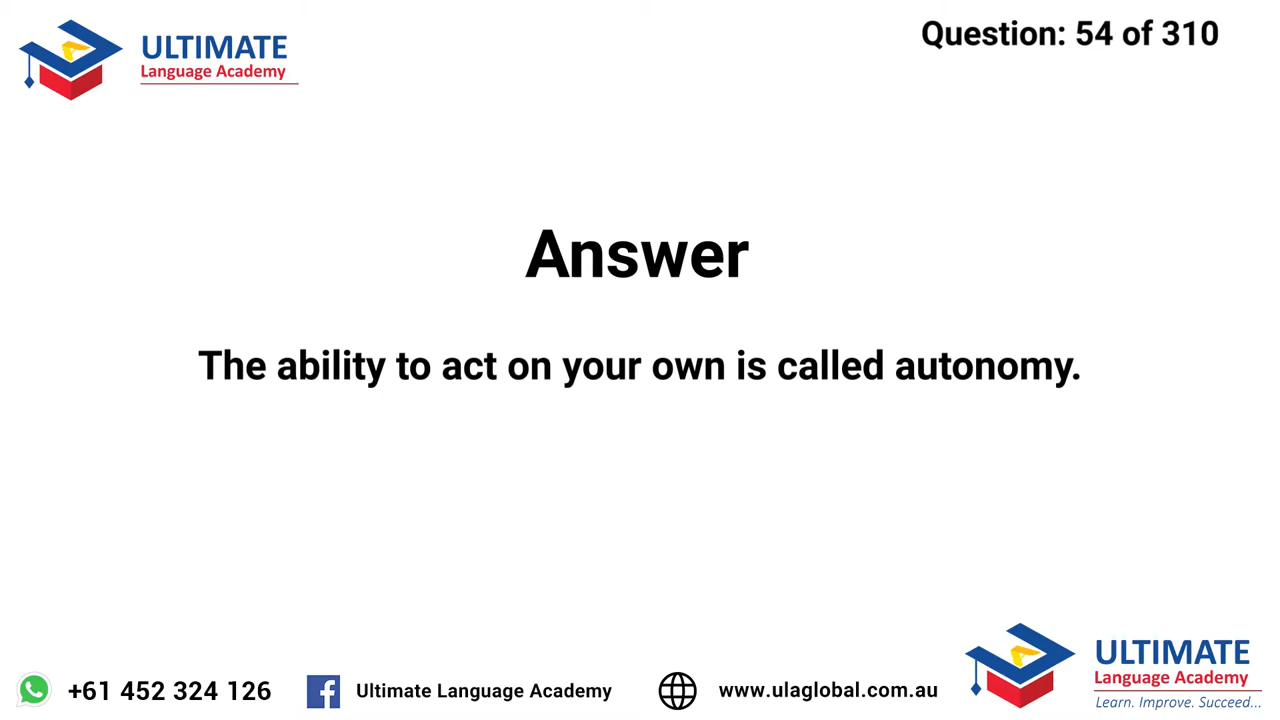 ULTIMATE
Language Academy
Question: 54 of 310
Answer
The ability to act on your own is called autonomy.
+61 452 324 126
Ultimate Language Academy
www.ulaglobal.com.au
ULTIMATE
Language Academy
Learn. Improve. Succeed...